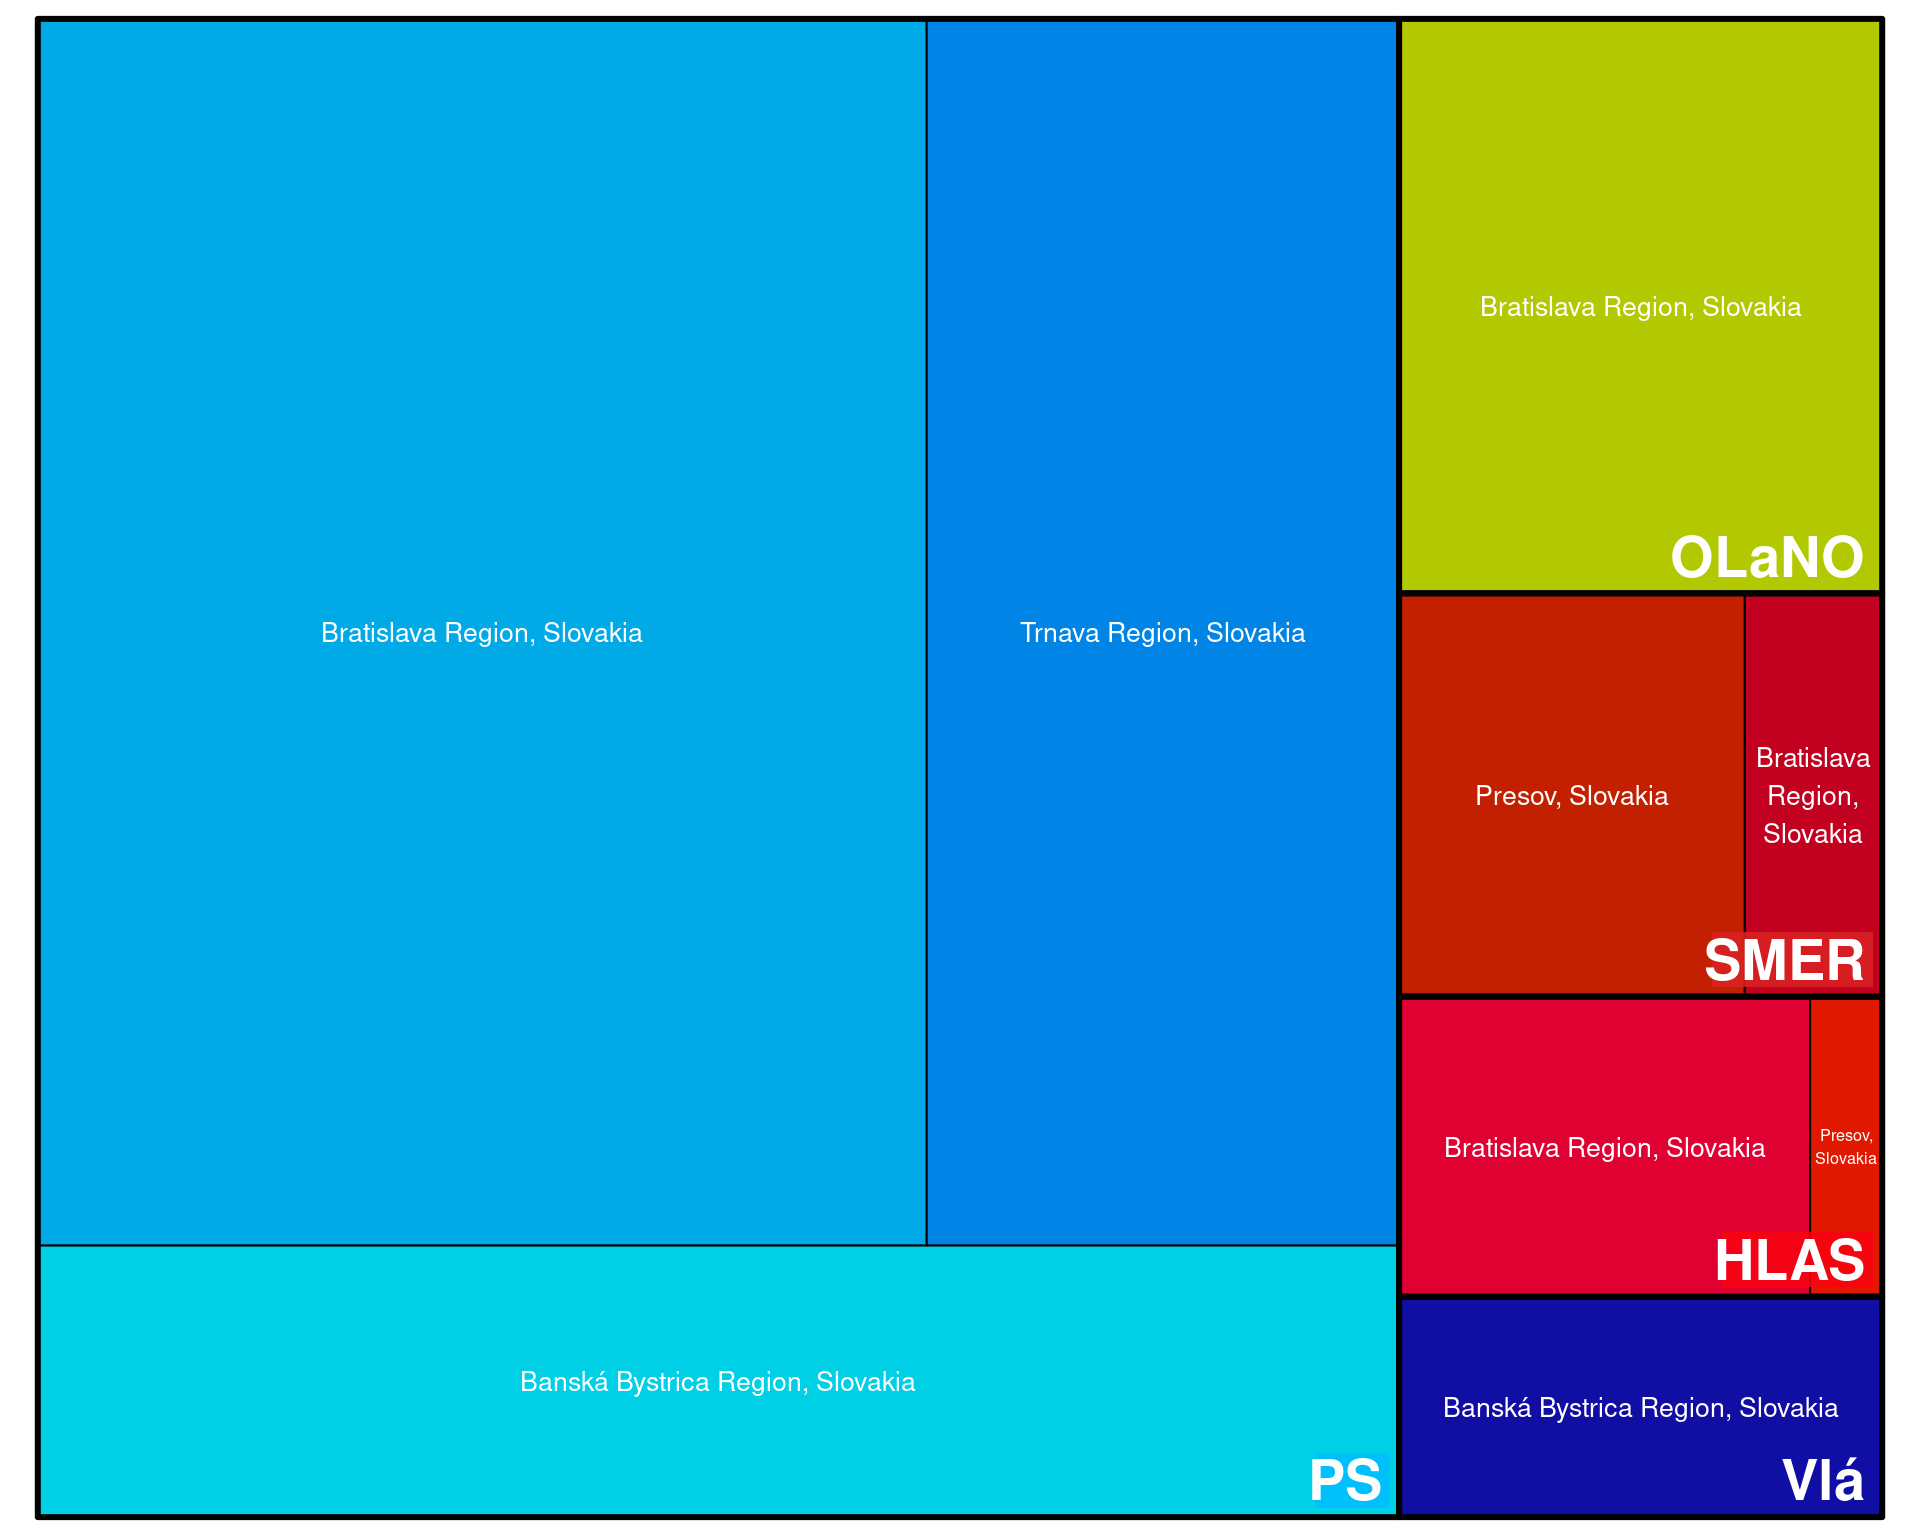 Bratislava Region, Slovakia
Trnava Region, Slovakia
Banská Bystrica Region, Slovakia
PS
Bratislava Region, Slovakia
OLaNO
Presov, Slovakia
Bratislava
Region,
Slovakia
SMER
Bratislava Region, Slovakia
Presov,
Slovakia
HLAS
Banská Bystrica Region, Slovakia
Vlá